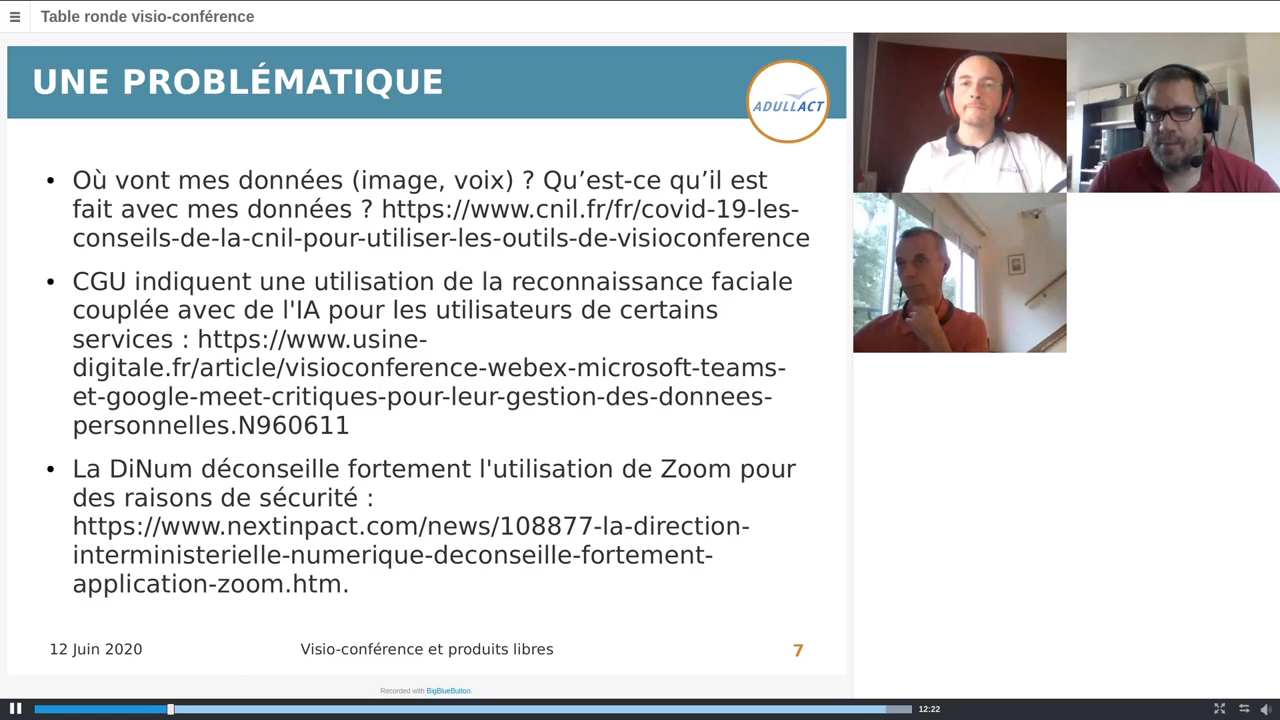 Table ronde visio-conférence
UNE PROBLÉMATIQUE
ADULLACT
• Où vont mes données (image, voix) ? Qu’est-ce qu’il est
fait avec mes données ? https://www.cnil.fr/fr/covid-19-les-
conseils-de-la-cnil-pour-utiliser-les-outils-de-visioconference
• CGU indiquent une utilisation de la reconnaissance faciale
couplée avec de l'IA pour les utilisateurs de certains
services : https://www.usine-
digitale.fr/article/visioconference-webex-microsoft-teams-
et-google-meet-critiques-pour-leur-gestion-des-donnees-
personnelles.N960611
• La DiNum déconseille fortement l'utilisation de Zoom pour
des raisons de sécurité :
https://www.nextinpact.com/news/108877-la-direction-
interministerielle-numerique-deconseille-fortement-
application-zoom.htm.
12 Juin 2020
Visio-conférence et produits libres
7
Recorded with BigBlueButton.
12:22